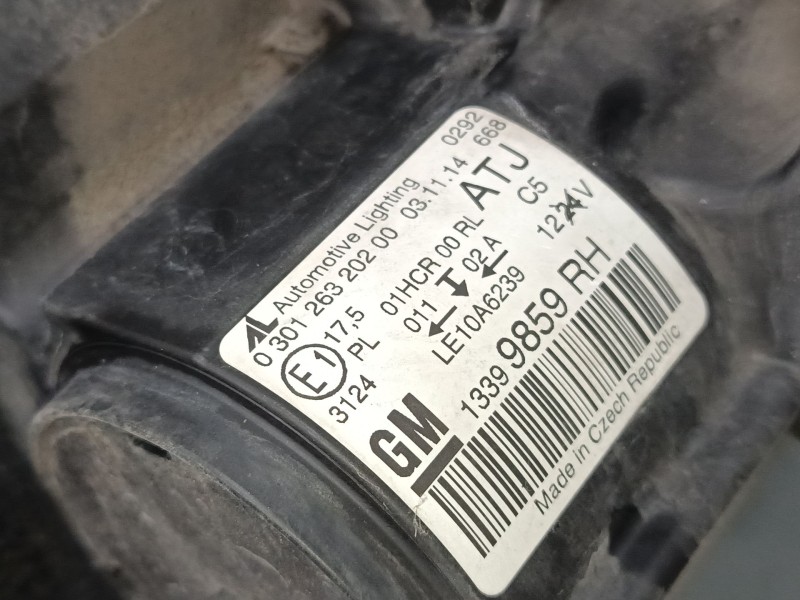 AL Automotive Lighting 0292
0 301 263 202 00 03.11.14 668
E1 17,5 01HCR 00 RL ATJ
3124 PL 011 02 A C5
LE10A6239 1224V
GM 1339 9859 RH
Made in Czech Republic